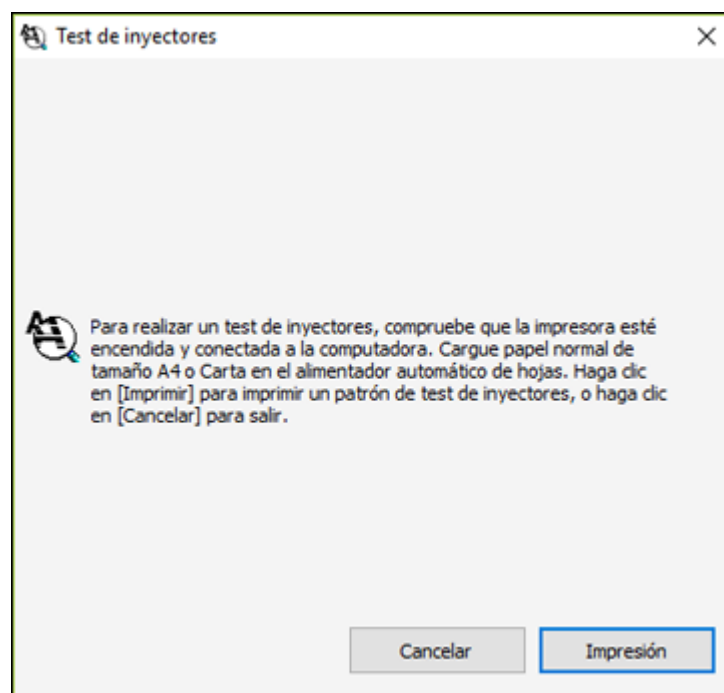 Test de inyectores
Para realizar un test de inyectores, compruebe que la impresora esté
encendida y conectada a la computadora. Cargue papel normal de
tamaño A4 o Carta en el alimentador automático de hojas. Haga clic
en [Imprimir] para imprimir un patrón de test de inyectores, o haga clic
en [Cancelar] para salir.
Cancelar
Impresión